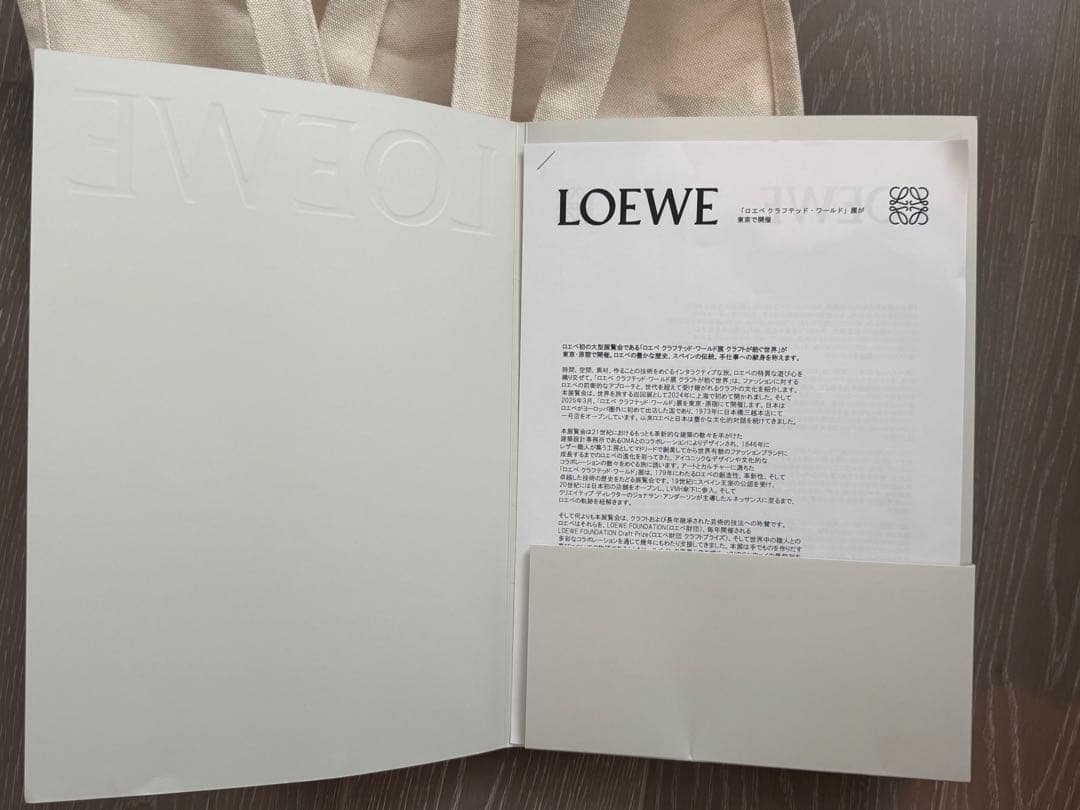 LOEWE
LOEWE
「ロエベ クラフテッド・ワールド」展が
東京で開催
ロエベ初の大型展覧会である「ロエベ クラフテッド・ワールド展 クラフトが紡ぐ世界」が
東京・原宿で開催。ロエベの豊かな歴史、スペインの伝統、手仕事への献身を称えます。
時間、空間、素材、作ることの技術をめぐるインタラクティブな旅。ロエベの特異な遊び心を
織り交ぜて、「ロエベ クラフテッド・ワールド展 クラフトが紡ぐ世界」は、ファッションに対する
ロエベの前衛的なアプローチと、世代を超えて受け継がれるクラフトの文化を紹介します。
本展覧会は、世界を旅する巡回展として2024年に上海で初めて開かれました。そして
2025年3月、「ロエベ クラフテッド・ワールド」展を東京・原宿にて開催します。日本は
ロエベがヨーロッパ圏外に初めて出店した国であり、1973年に日本橋三越本店にて
一号店をオープンしています。以来ロエベと日本は豊かな文化的対話を続けてきました。
本展覧会は21世紀におけるもっとも革新的な建築の数々を手がけた
建築設計事務所であるOMAとのコラボレーションによりデザインされ、1846年に
レザー職人が集う工房としてマドリードで創業してから世界有数のファッションブランドに
成長するまでのロエベの進化を彩ってきた、アイコニックなデザインや文化的な
コラボレーションの数々をめぐる旅に誘います。アートとカルチャーに満ちた
「ロエベ クラフテッド・ワールド」展は、179年にわたるロエベの創造性、革新性、そして
卓越した技術の歴史をたどる展覧会です。19世紀にスペイン王室の公認を受け、
20世紀には日本初の店舗をオープンし、LVMH傘下に参入。そして
クリエイティブ ディレクターのジョナサン・アンダーソンが主導したルネッサンスに至るまで、
ロエベの軌跡を紐解きます。
そして何よりも本展覧会は、クラフトおよび長年継承された芸術的技法への称賛です。
ロエベはそれらを、LOEWE FOUNDATION(ロエベ財団)、毎年開催される
LOEWE FOUNDATION Craft Prize(ロエベ財団 クラフトプライズ)、そして世界中の職人との
多彩なコラボレーションを通じて幾年にもわたり支援してきました。本展は手でものを作りだす